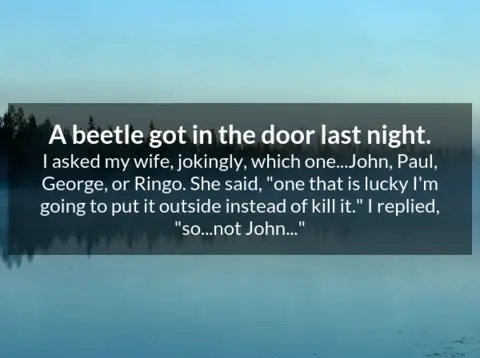 A beetle got in the door last night.
I asked my wife, jokingly, which one...John, Paul,
George, or Ringo. She said, "one that is lucky I'm
going to put it outside instead of kill it." I replied,
"so...not John..."